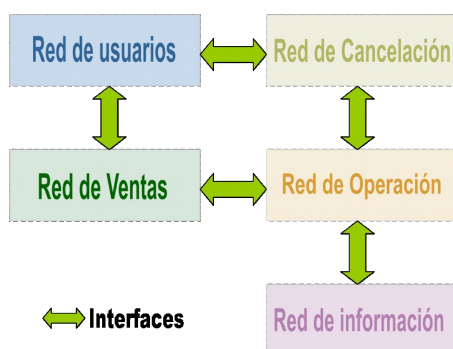 Red de usuarios
Red de Cancelación
Red de Ventas
Red de Operación
Red de información
Interfaces